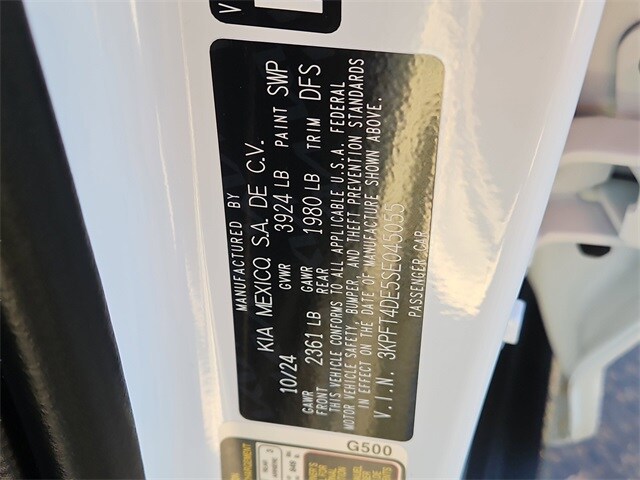 V
MANUFACTURED BY
KIA MEXICO, S.A. DE C.V.
10/24 GVWR 3924 LB PAINT SWP
GAWR FRONT 2361 LB GAWR REAR 1980 LB TRIM DFS
THIS VEHICLE CONFORMS TO ALL APPLICABLE U.S.A. FEDERAL
MOTOR VEHICLE SAFETY, BUMPER, AND THEFT PREVENTION STANDARDS
IN EFFECT ON THE DATE OF MANUFACTURE SHOWN ABOVE.
V.I.N. 3KPFT4DE5SE045055
PASSENGER CAR
G500